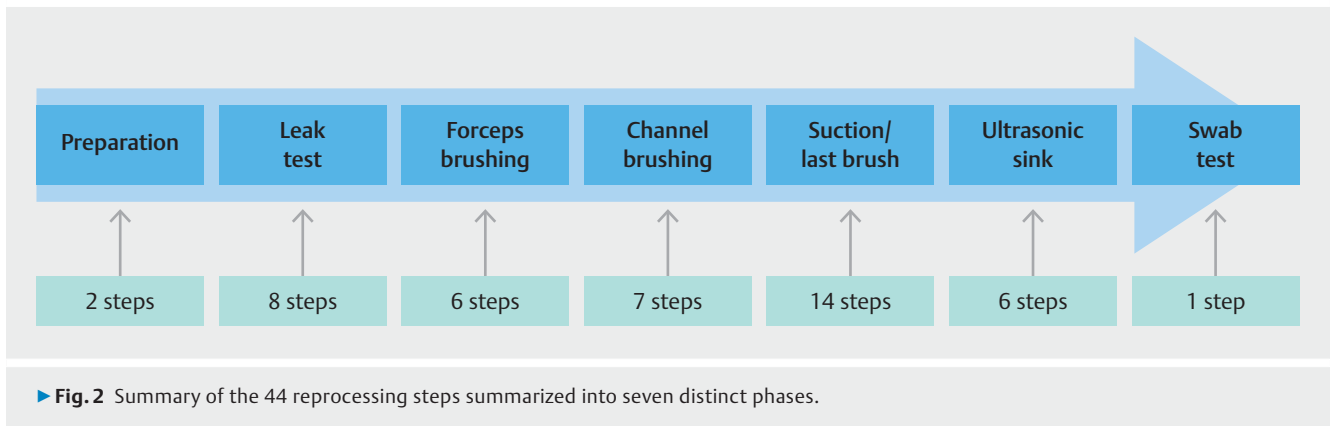 Preparation
Leak
test
Forceps
brushing
Channel
brushing
Suction/
last brush
Ultrasonic
sink
Swab
test
2 steps
8 steps
6 steps
7 steps
14 steps
6 steps
1 step
▶ Fig. 2 Summary of the 44 reprocessing steps summarized into seven distinct phases.